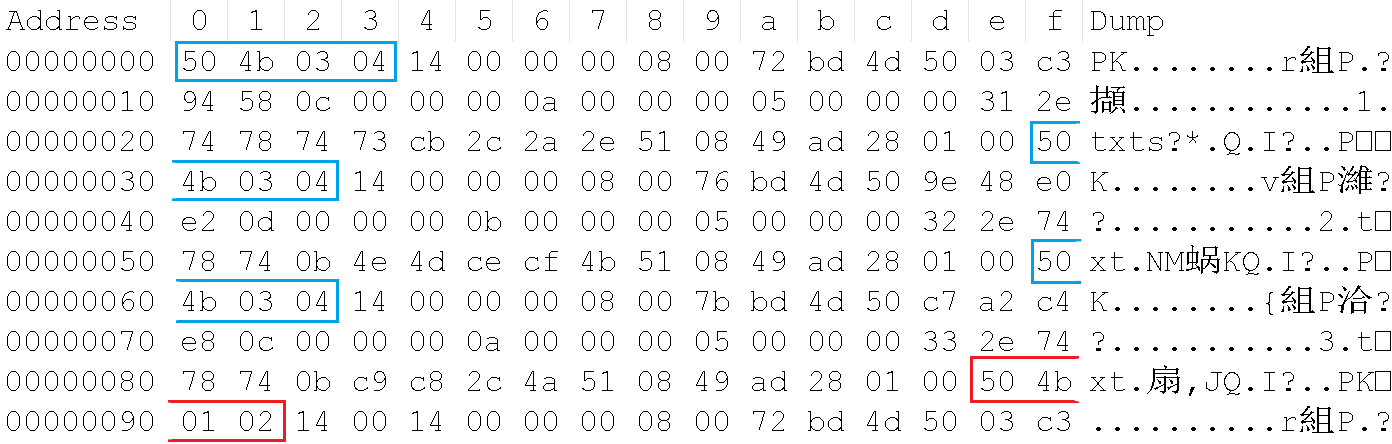 Address 0 1 2 3 4 5 6 7 8 9 a b c d e f Dump
00000000 50 4b 03 04 14 00 00 00 08 00 72 bd 4d 50 03 c3 PK........r組P.?
00000010 94 58 0c 00 00 00 0a 00 00 00 05 00 00 00 31 2e 擷............1.
00000020 74 78 74 73 cb 2c 2a 2e 51 08 49 ad 28 01 00 50 txts?*.Q.I?..P□□
00000030 4b 03 04 14 00 00 00 08 00 76 bd 4d 50 9e 48 e0 K........v組P濰?
00000040 e2 0d 00 00 00 0b 00 00 00 05 00 00 00 32 2e 74 ?............2.t□
00000050 78 74 0b 4e 4d ce cf 4b 51 08 49 ad 28 01 00 50 xt.NM蝸KQ.I?..P□
00000060 4b 03 04 14 00 00 00 08 00 7b bd 4d 50 c7 a2 c4 K........{組P洽?
00000070 e8 0c 00 00 00 0a 00 00 00 05 00 00 00 33 2e 74 ?............3.t□
00000080 78 74 0b c9 c8 2c 4a 51 08 49 ad 28 01 00 50 4b xt.扇,JQ.I?..PK□
00000090 01 02 14 00 14 00 00 00 08 00 72 bd 4d 50 03 c3 ..........r組P.?